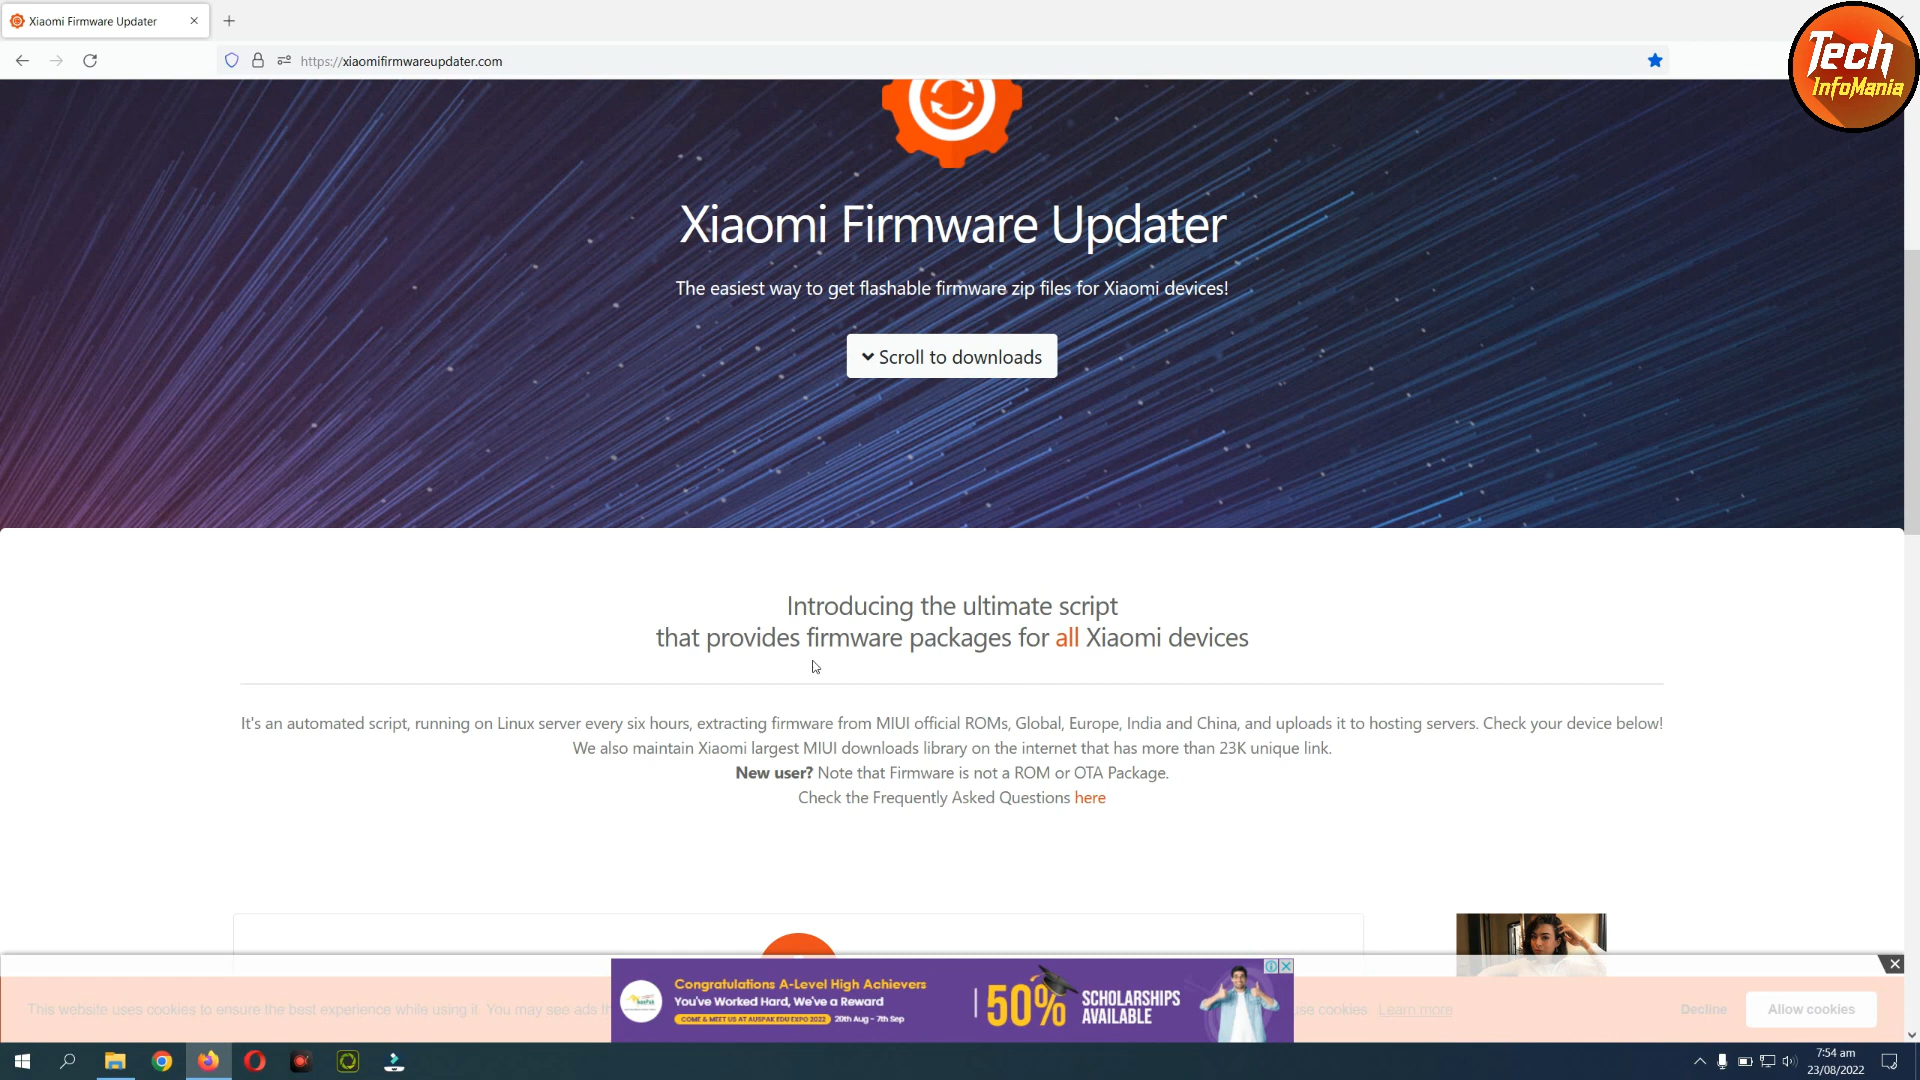 Xiaomi Firmware Updater
https://xiaomifirmwareupdater.com
Tech
InfoMania
Xiaomi Firmware Updater
The easiest way to get flashable firmware zip files for Xiaomi devices!
Scroll to downloads
Introducing the ultimate script
that provides firmware packages for all Xiaomi devices
It's an automated script, running on Linux server every six hours, extracting firmware from MIUI official ROMs, Global, Europe, India and China, and uploads it to hosting servers. Check your device below!
We also maintain Xiaomi largest MIUI downloads library on the internet that has more than 23K unique link.
New user? Note that Firmware is not a ROM or OTA Package.
Check the Frequently Asked Questions here
This website uses cookies to ensure the best experience while using it. You may see ads th
Congratulations A-Level High Achievers
You've Worked Hard, We've a Reward
COME & MEET US AT AUSPAK EDU EXPO 2022 20th Aug - 7th Sep
50% SCHOLARSHIPS
AVAILABLE
use cookies. Learn more
Decline
Allow cookies
7:54 am
23/08/2022